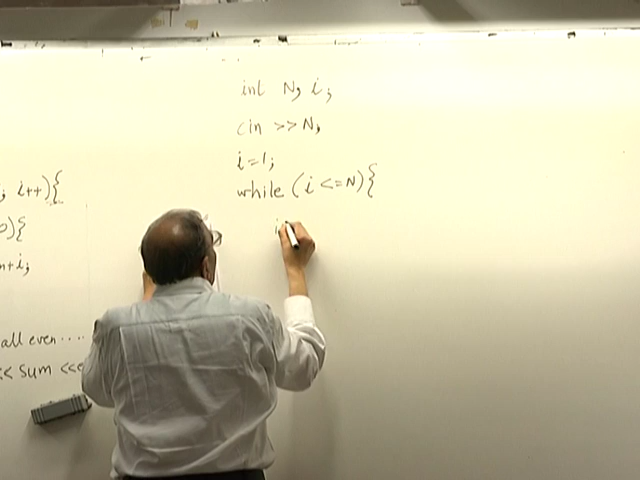 int N, i;
cin >> N;
i=1;
while (i <=N){
i
; i++){
){
n+i;
all even....
<< sum <<